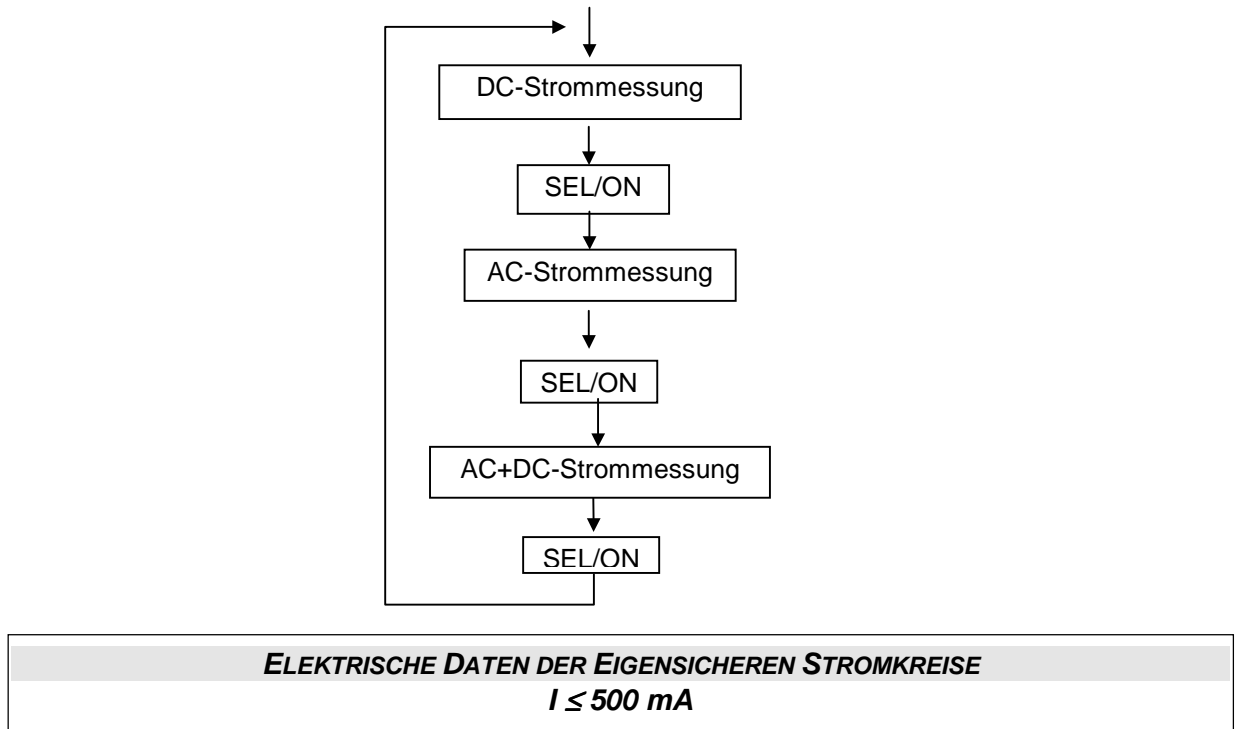 DC-Strommessung
SEL/ON
AC-Strommessung
SEL/ON
AC+DC-Strommessung
SEL/ON
ELEKTRISCHE DATEN DER EIGENSICHEREN STROMKREISE
I ≤ 500 mA